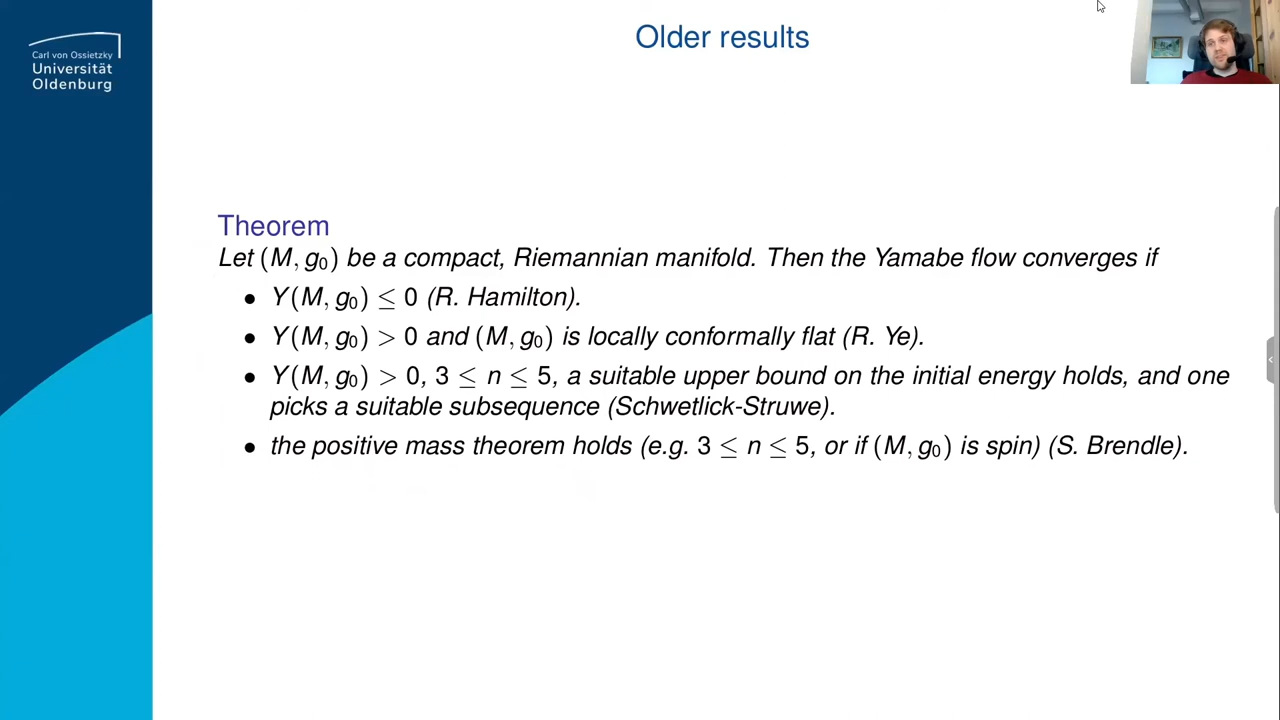 Carl von Ossietzky
Universität
Oldenburg
Older results
Theorem
Let (M, g₀) be a compact, Riemannian manifold. Then the Yamabe flow converges if
• Y(M, g₀) ≤ 0 (R. Hamilton).
• Y(M, g₀) > 0 and (M, g₀) is locally conformally flat (R. Ye).
• Y(M, g₀) > 0, 3 ≤ n ≤ 5, a suitable upper bound on the initial energy holds, and one
picks a suitable subsequence (Schwetlick-Struwe).
• the positive mass theorem holds (e.g. 3 ≤ n ≤ 5, or if (M, g₀) is spin) (S. Brendle).